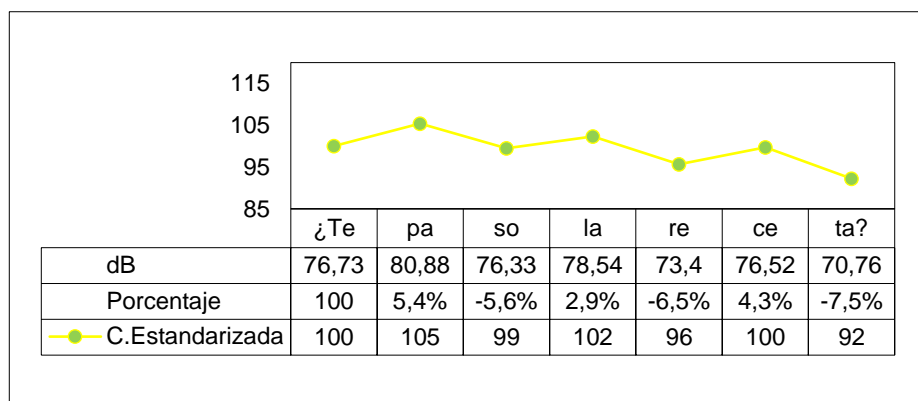 115
105
95
85
¿Te pa so la re ce ta?
dB 76,73 80,88 76,33 78,54 73,4 76,52 70,76
Porcentaje 100 5,4% -5,6% 2,9% -6,5% 4,3% -7,5%
C.Estandarizada 100 105 99 102 96 100 92